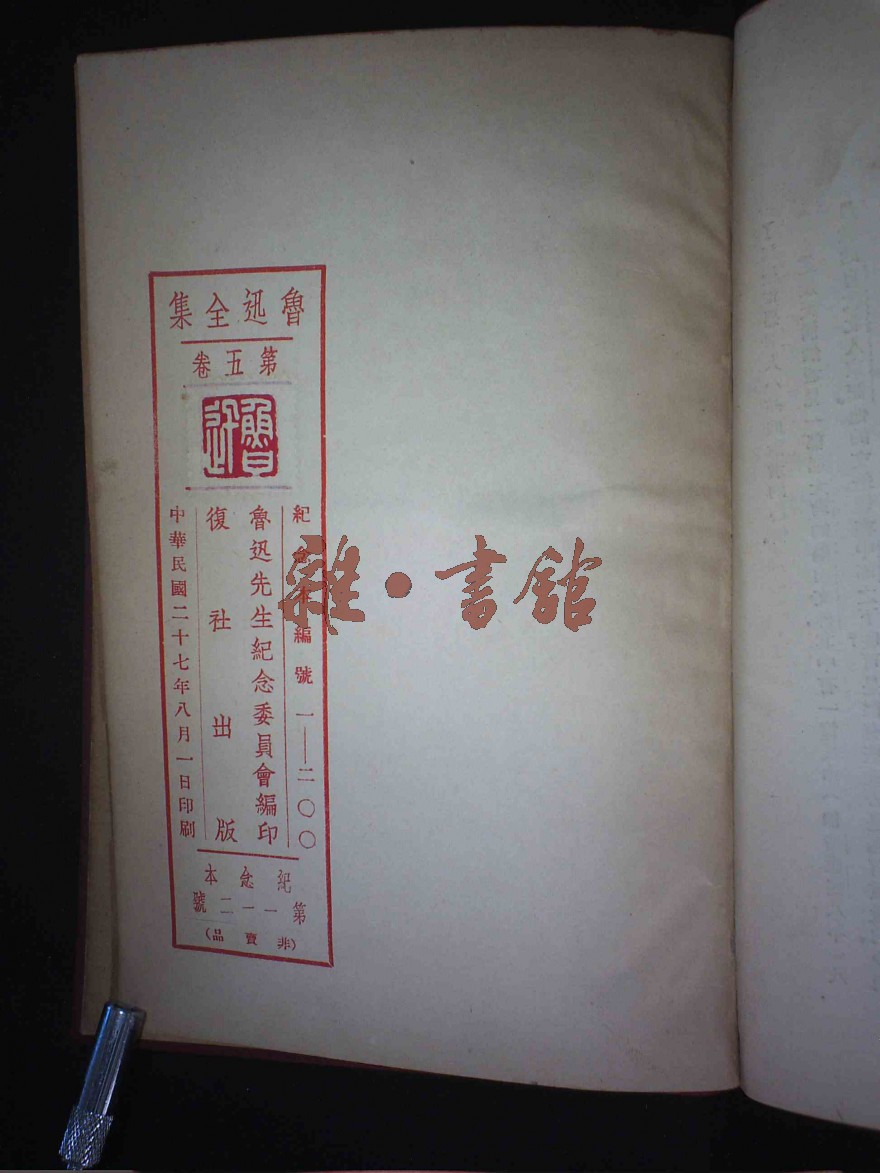 魯迅全集
第五卷
魯迅
紀念本編號 一——二〇〇
魯迅先生紀念委員會編印
復社出版
中華民國二十七年八月一日印刷
紀念本
第一一二號
(非賣品)
雜·書館